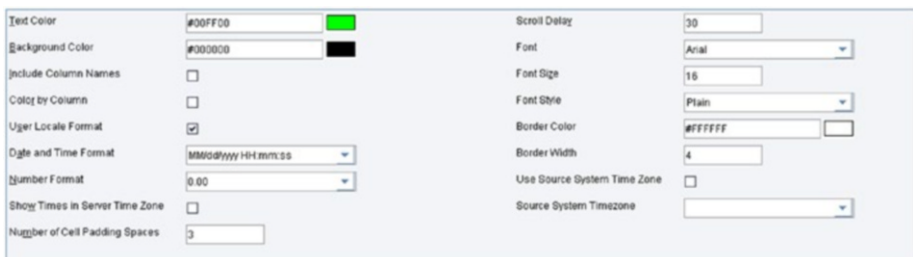 Text Color #00FF00
Background Color #000000
Include Column Names
Color by Column
User Locale Format
Date and Time Format MM/dd/yyyy HH:mm:ss
Number Format 0.00
Show Times in Server Time Zone
Number of Cell Padding Spaces 3
Scroll Delay 30
Font Arial
Font Size 16
Font Style Plain
Border Color #FFFFFF
Border Width 4
Use Source System Time Zone
Source System Timezone